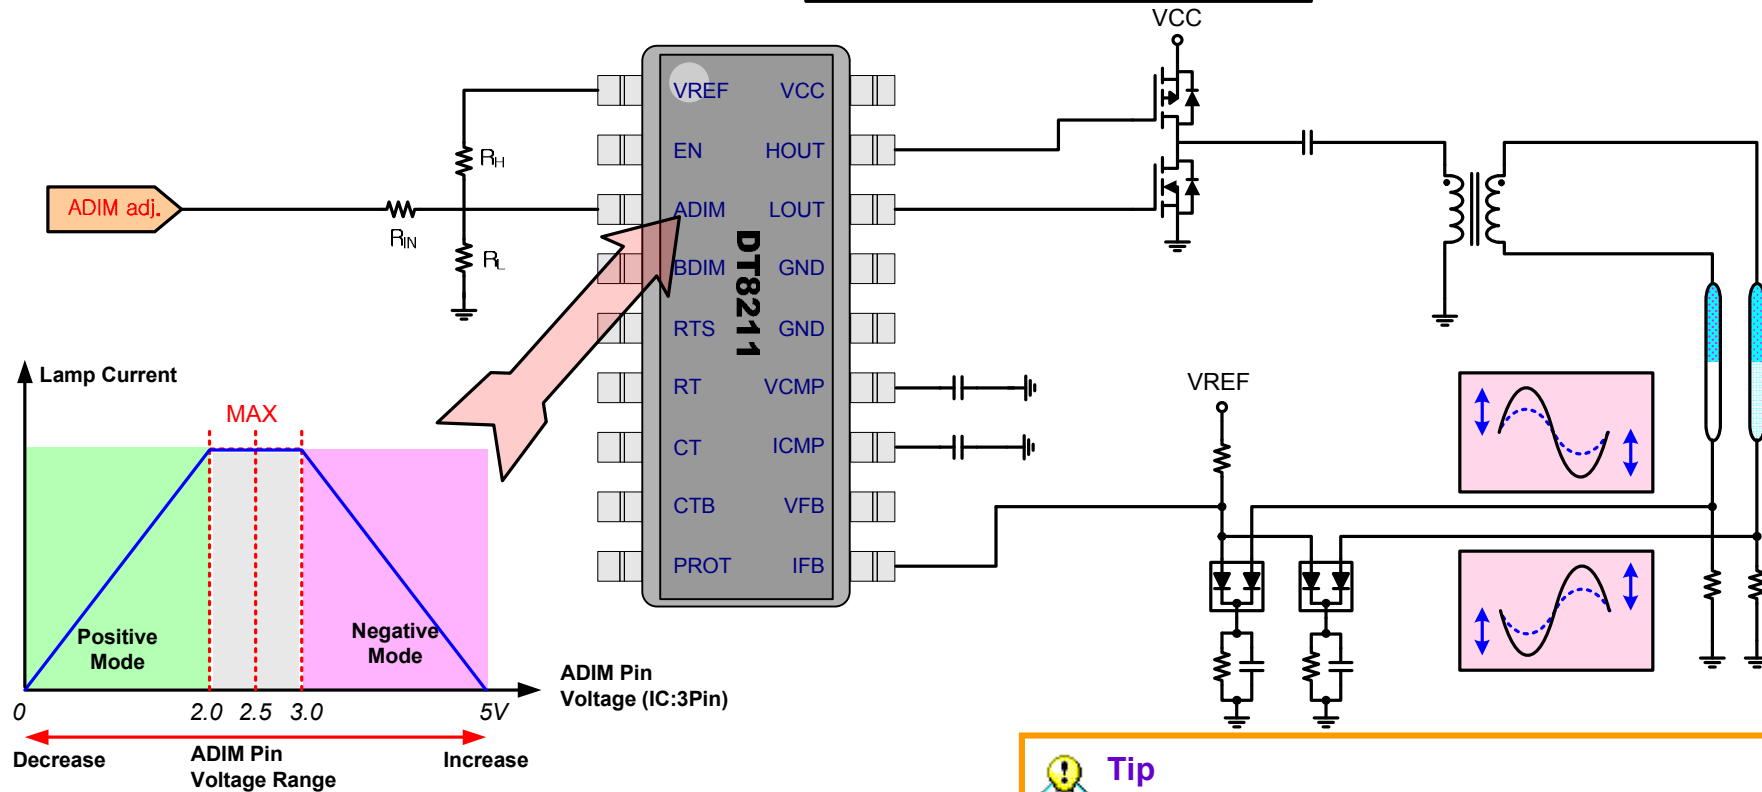 VCC
VREF
VCC
EN
HOUT
RH
ADIM adj.
RIN
ADIM
LOUT
RL
BDIM
GND
DT8211
RTS
GND
RT
VCMP
CT
ICMP
CTB
VFB
PROT
IFB
VREF
Lamp Current
MAX
Positive
Mode
Negative
Mode
ADIM Pin
Voltage (IC:3Pin)
0
2.0
2.5
3.0
5V
Decrease
ADIM Pin
Voltage Range
Increase
Tip